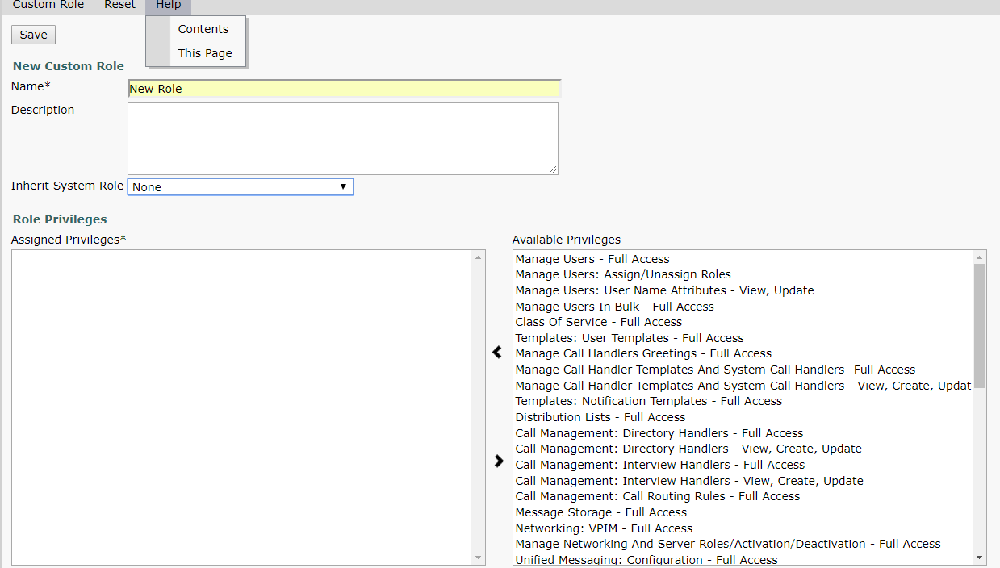 Custom Role Reset Help
Contents
Save
This Page
New Custom Role
Name*
New Role
Description
Inherit System Role
None
Role Privileges
Assigned Privileges*
Available Privileges
Manage Users - Full Access
Manage Users: Assign/Unassign Roles
Manage Users: User Name Attributes - View, Update
Manage Users In Bulk - Full Access
Class Of Service - Full Access
Templates: User Templates - Full Access
Manage Call Handlers Greetings - Full Access
Manage Call Handler Templates And System Call Handlers- Full Access
Manage Call Handler Templates And System Call Handlers - View, Create, Updat
Templates: Notification Templates - Full Access
Distribution Lists - Full Access
Call Management: Directory Handlers - Full Access
Call Management: Directory Handlers - View, Create, Update
Call Management: Interview Handlers - Full Access
Call Management: Interview Handlers - View, Create, Update
Call Management: Call Routing Rules - Full Access
Message Storage - Full Access
Networking: VPIM - Full Access
Manage Networking And Server Roles/Activation/Deactivation - Full Access
Unified Messaging: Configuration - Full Access